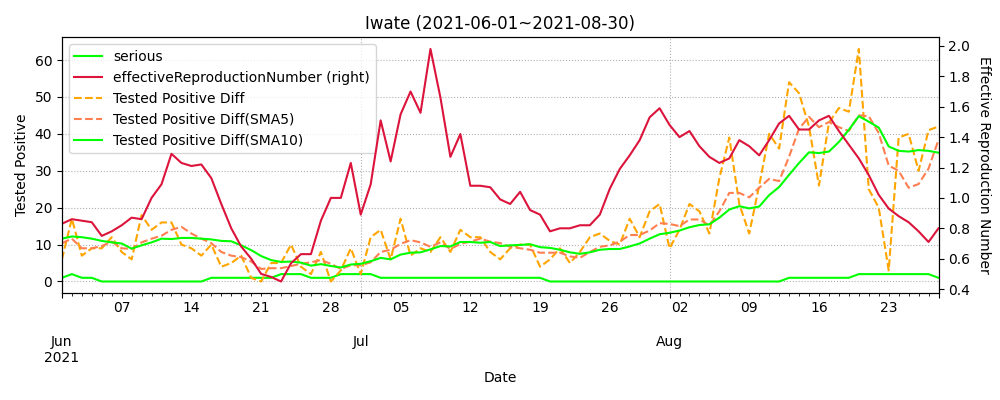 Iwate (2021-06-01~2021-08-30)
serious
effectiveReproductionNumber (right)
Tested Positive Diff
Tested Positive Diff(SMA5)
Tested Positive Diff(SMA10)
Tested Positive
60
50
40
30
20
10
0
2.0
1.8
1.6
1.4
1.2
1.0
0.8
0.6
0.4
Effective Reproduction Number
07 14 21 28 05 12 19 26 02 09 16 23
Jun Jul Aug
2021
Date